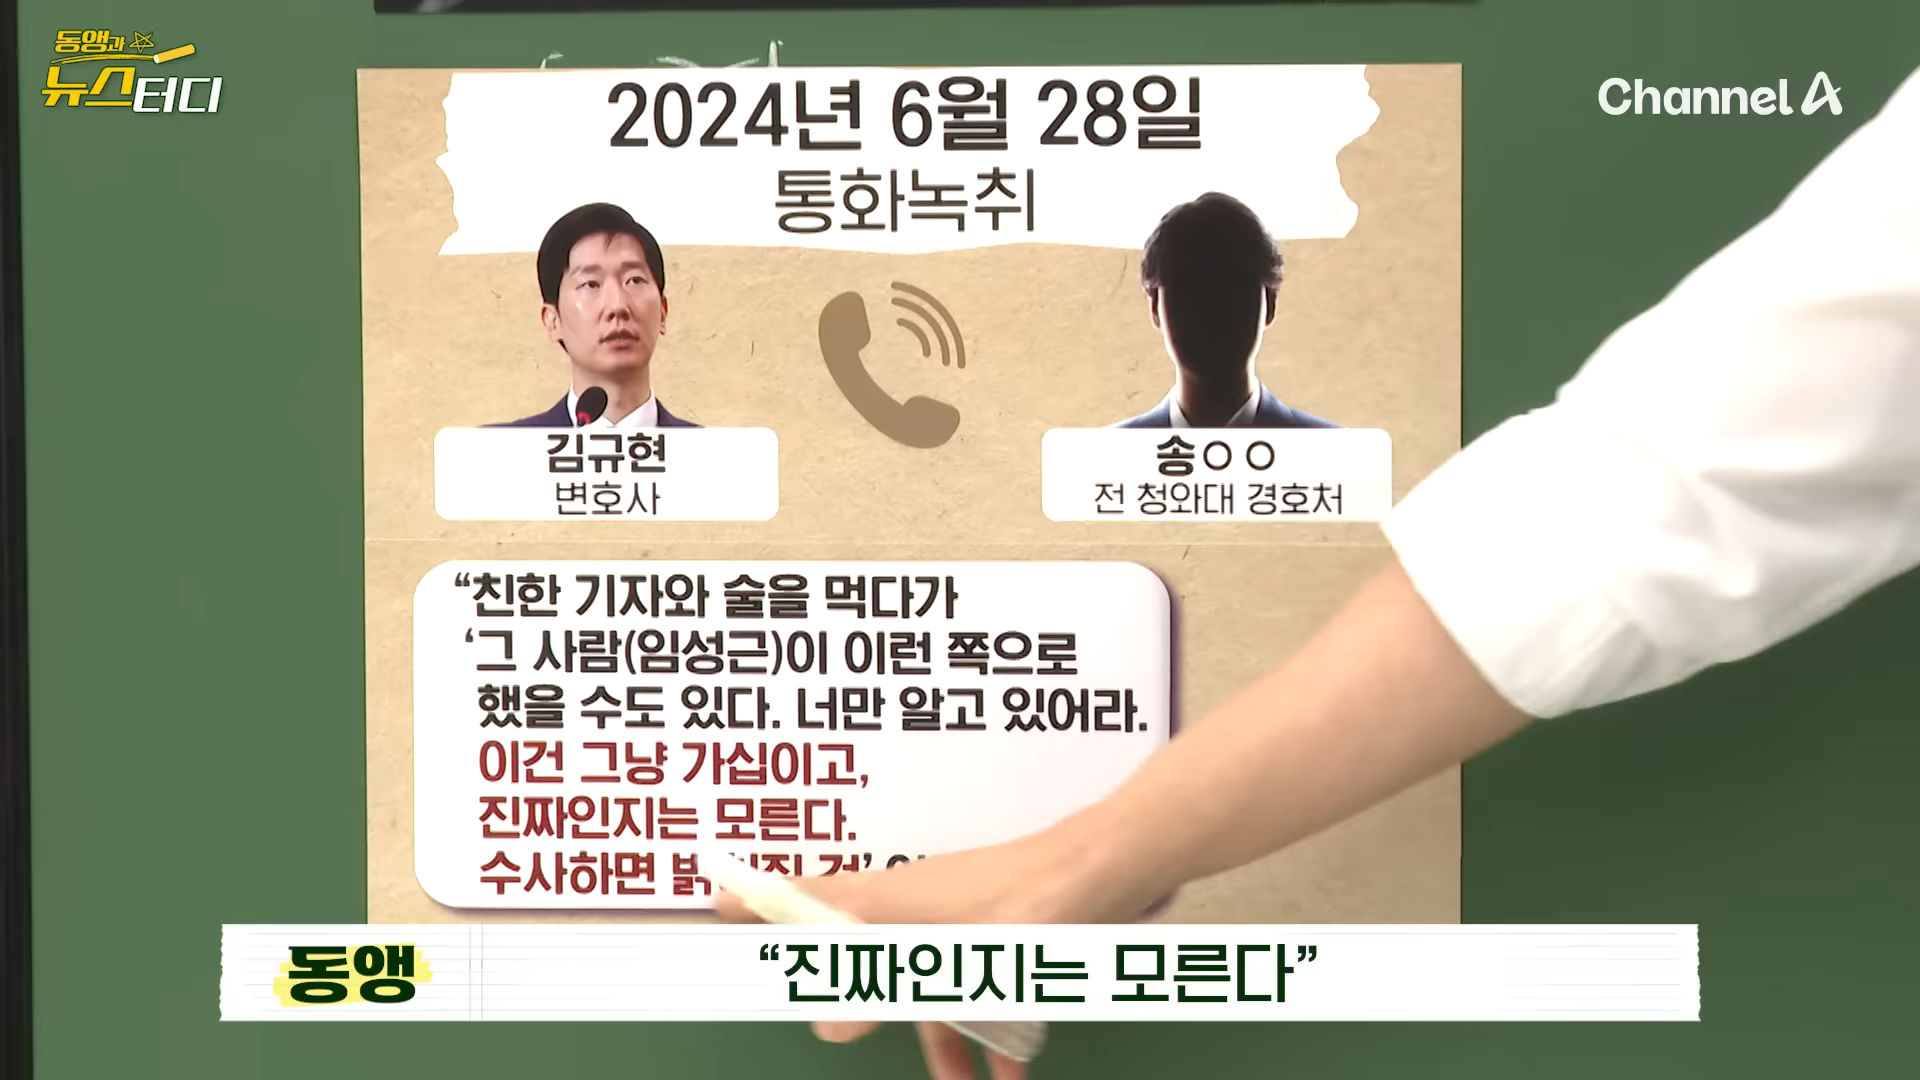 동앵과
뉴스터디
Channel A
2024년 6월 28일
통화녹취
김규현
변호사
송○○
전 청와대 경호처
“친한 기자와 술을 먹다가
‘그 사람(임성근)이 이런 쪽으로
했을 수도 있다. 너만 알고 있어라.
이건 그냥 가십이고,
진짜인지는 모른다.
수사하면
동앵
“진짜인지는 모른다”